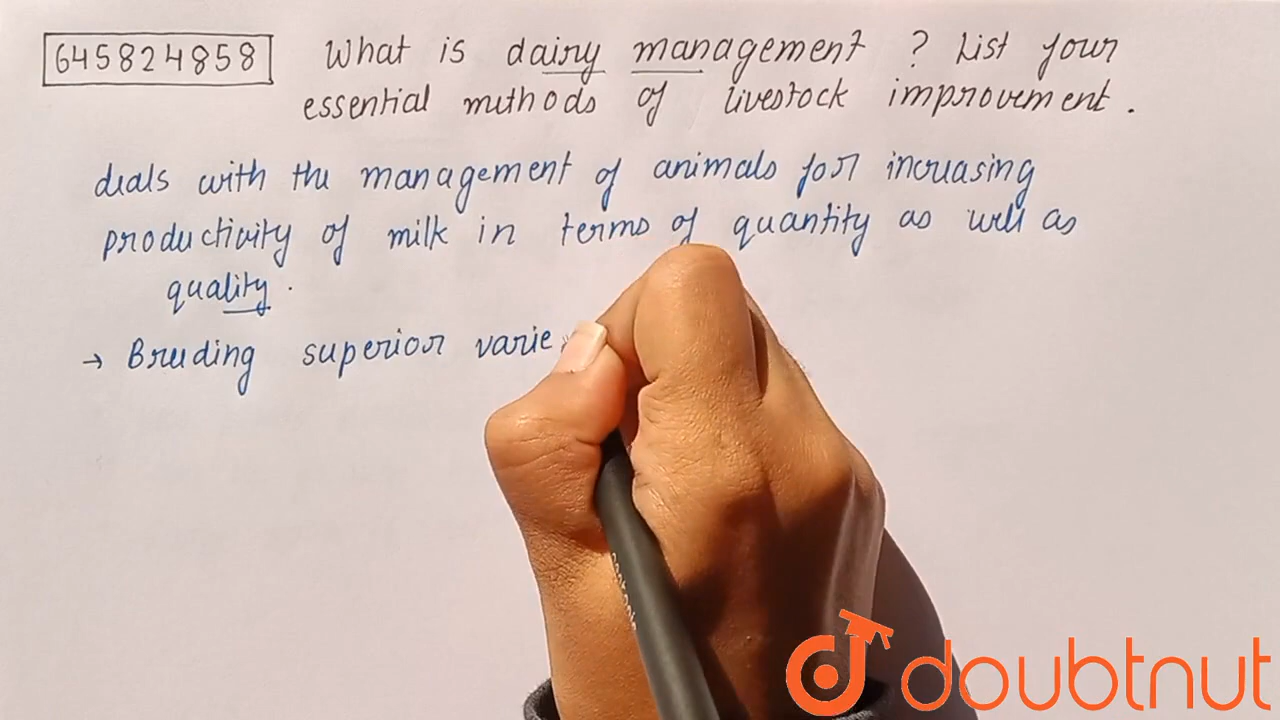 645824858 What is dairy management ? List four
essential methods of livestock improvement.
deals with the management of animals for increasing
productivity of milk in terms of quantity as well as
quality.
→ Breeding superior varie
doubtnut